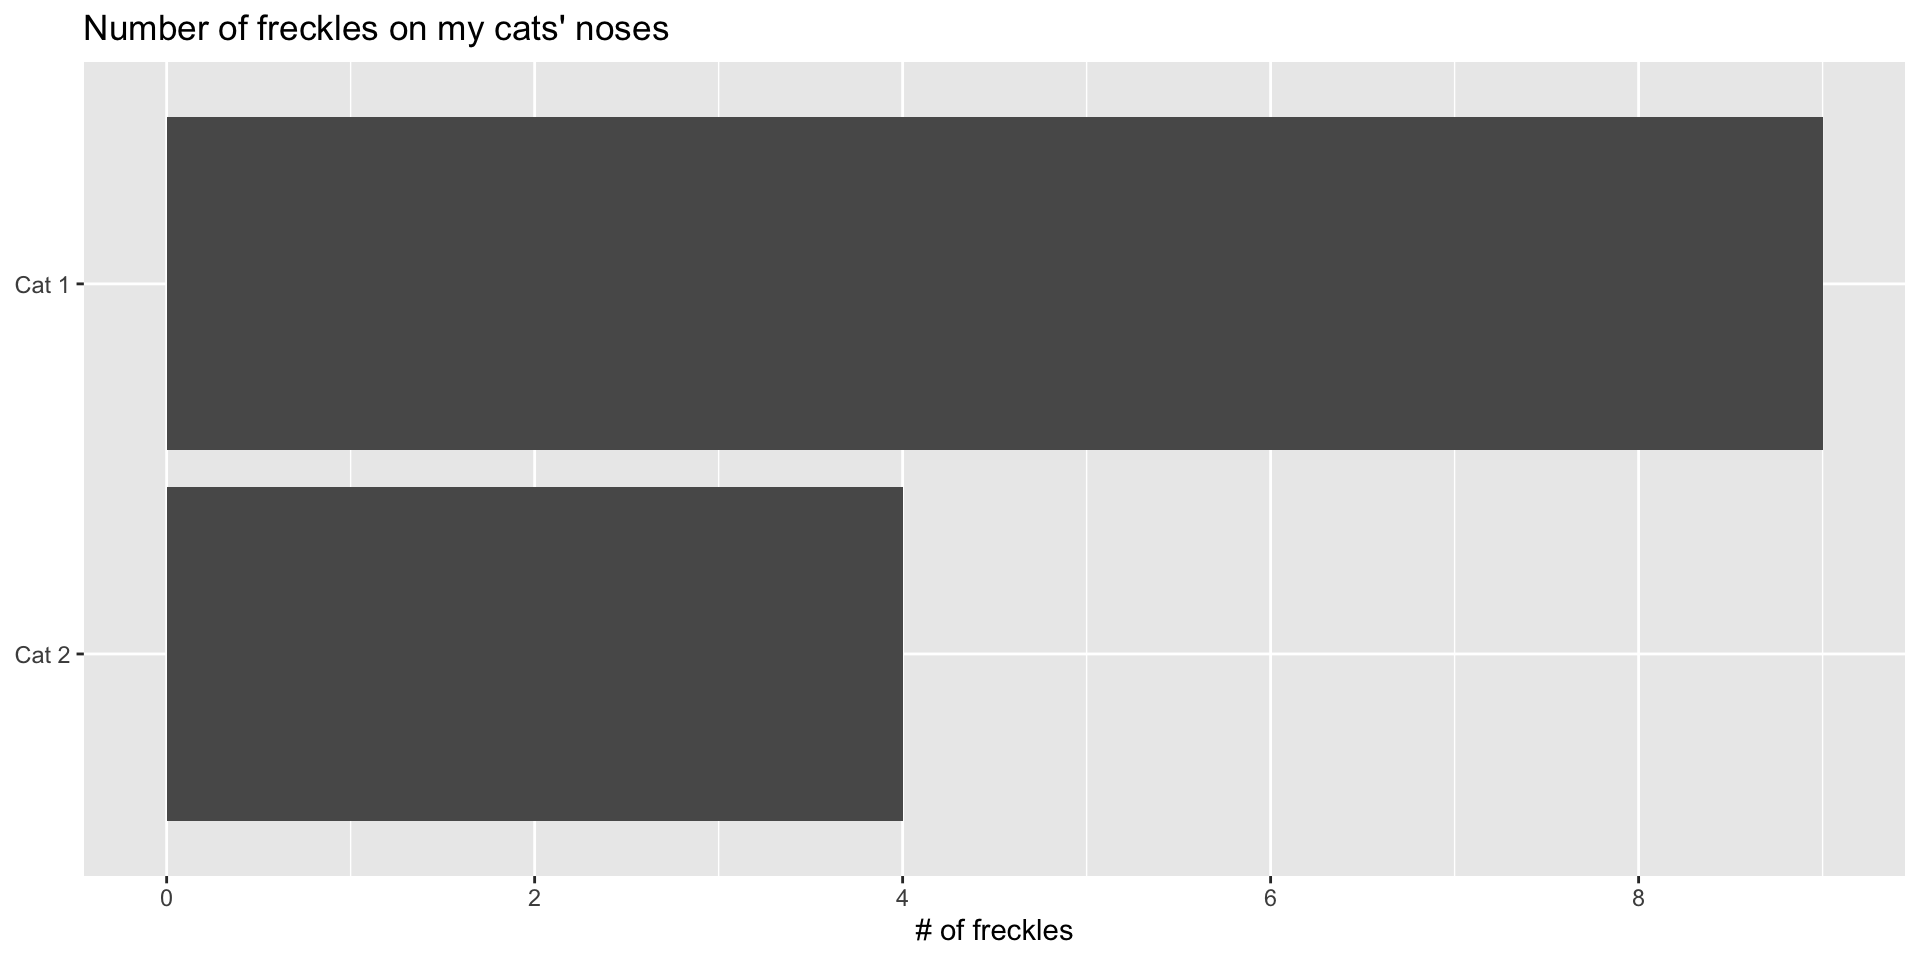 Number of freckles on my cats' noses
Cat 1
Cat 2
0 2 4 6 8
# of freckles